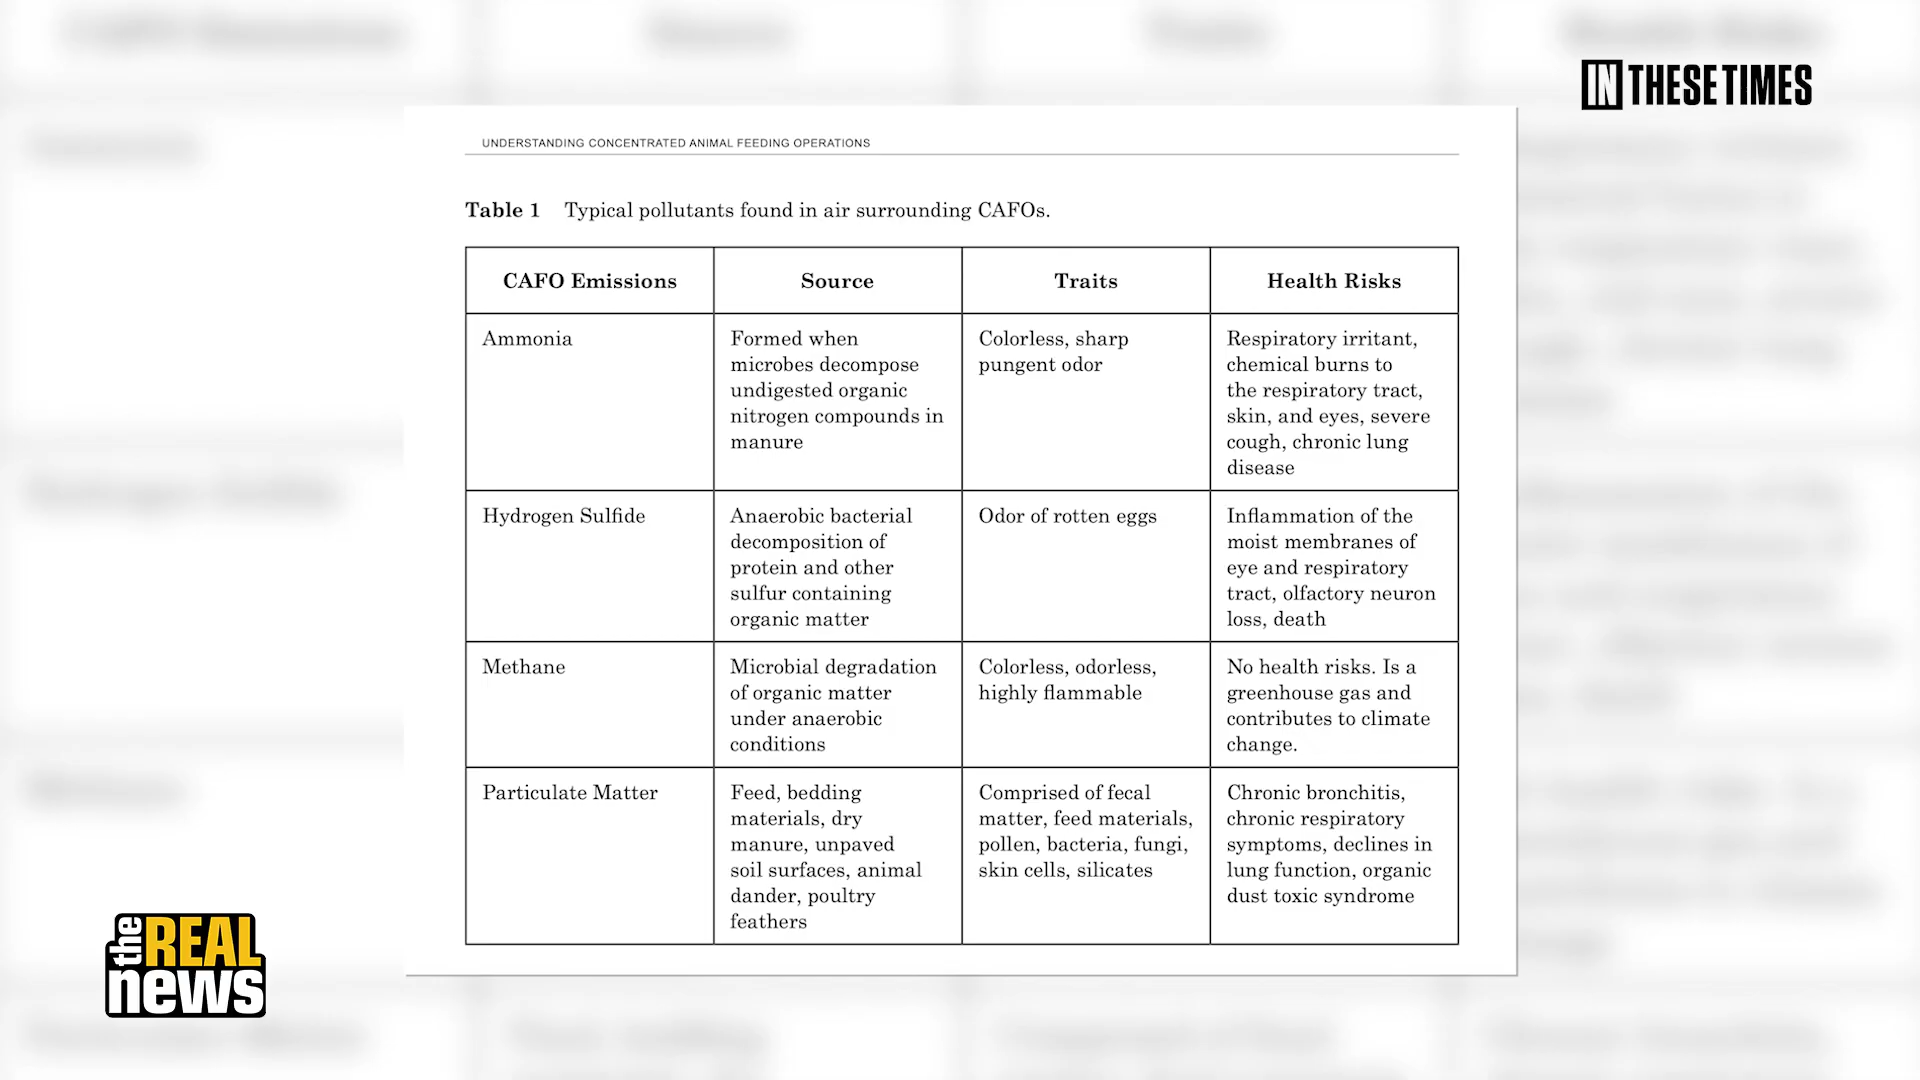 IN THESE TIMES
UNDERSTANDING CONCENTRATED ANIMAL FEEDING OPERATIONS
Table 1 Typical pollutants found in air surrounding CAFOs.
CAFO Emissions
Source
Traits
Health Risks
Ammonia
Formed when
microbes decompose
undigested organic
nitrogen compounds in
manure
Colorless, sharp
pungent odor
Respiratory irritant,
chemical burns to
the respiratory tract,
skin, and eyes, severe
cough, chronic lung
disease
Hydrogen Sulfide
Anaerobic bacterial
decomposition of
protein and other
sulfur containing
organic matter
Odor of rotten eggs
Inflammation of the
moist membranes of
eye and respiratory
tract, olfactory neuron
loss, death
Methane
Microbial degradation
of organic matter
under anaerobic
conditions
Colorless, odorless,
highly flammable
No health risks. Is a
greenhouse gas and
contributes to climate
change.
Particulate Matter
Feed, bedding
materials, dry
manure, unpaved
soil surfaces, animal
dander, poultry
feathers
Comprised of fecal
matter, feed materials,
pollen, bacteria, fungi,
skin cells, silicates
Chronic bronchitis,
chronic respiratory
symptoms, declines in
lung function, organic
dust toxic syndrome
the REAL
news